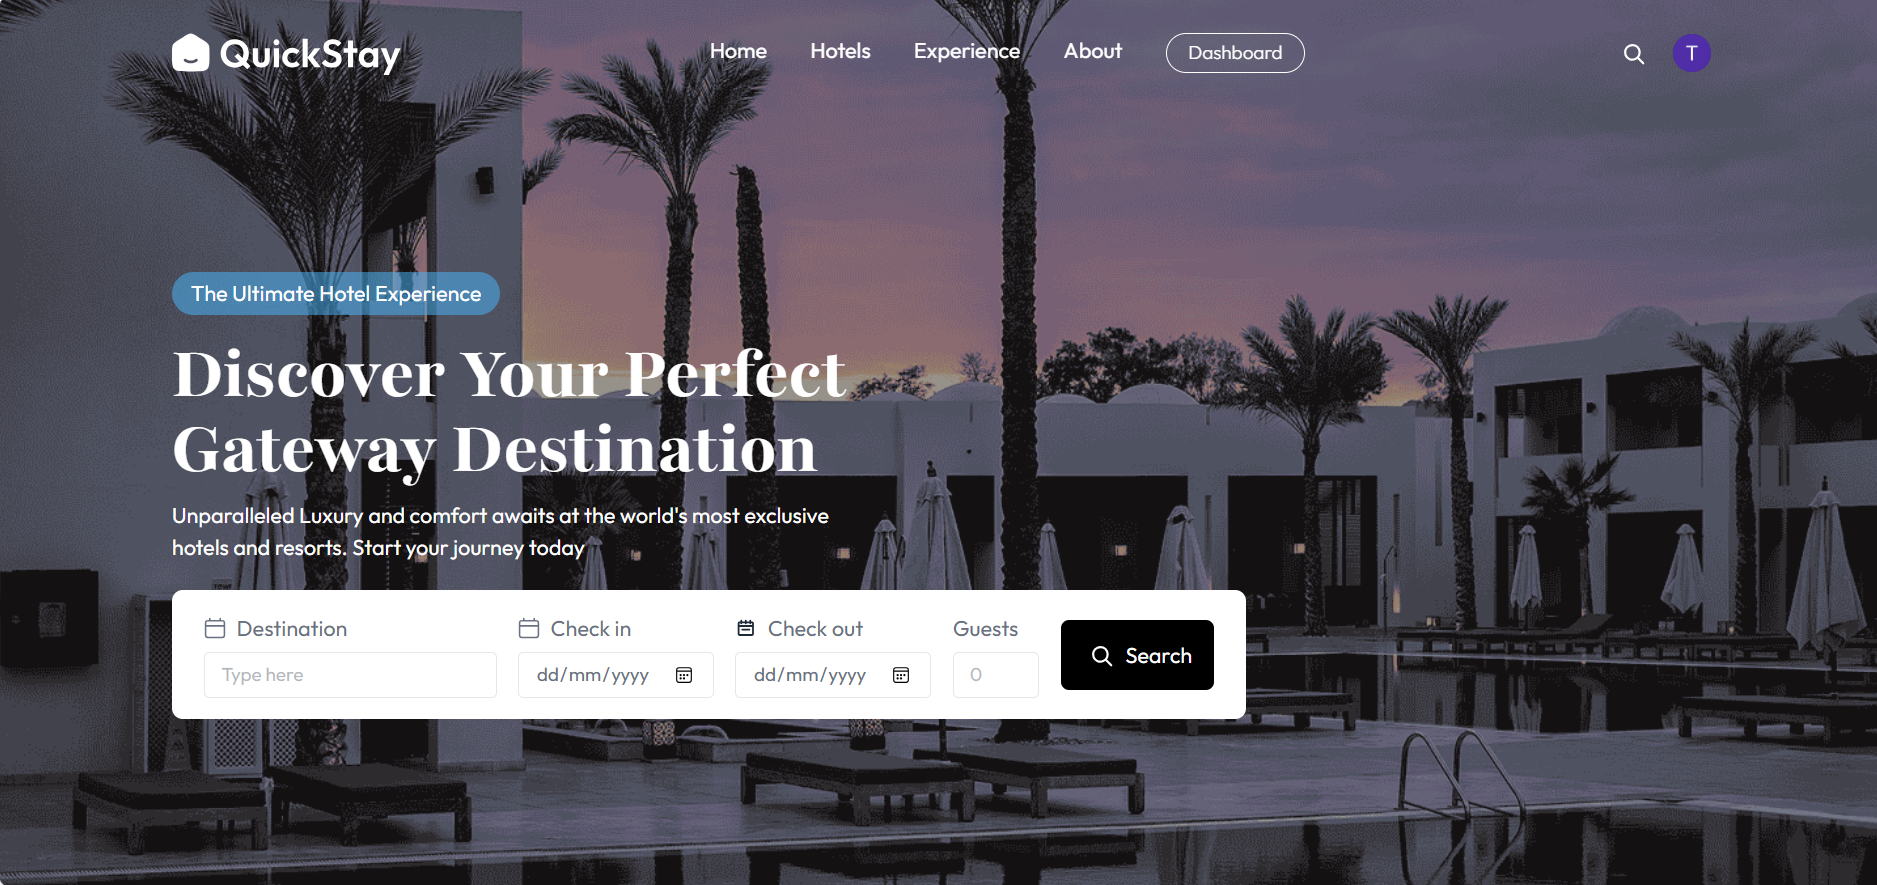 QuickStay
Home
Hotels
Experience
About
Dashboard
T
The Ultimate Hotel Experience
Discover Your Perfect
Gateway Destination
Unparalleled Luxury and comfort awaits at the world's most exclusive
hotels and resorts. Start your journey today
Destination
Check in
Check out
Guests
Type here
dd/mm/yyyy
dd/mm/yyyy
0
Search